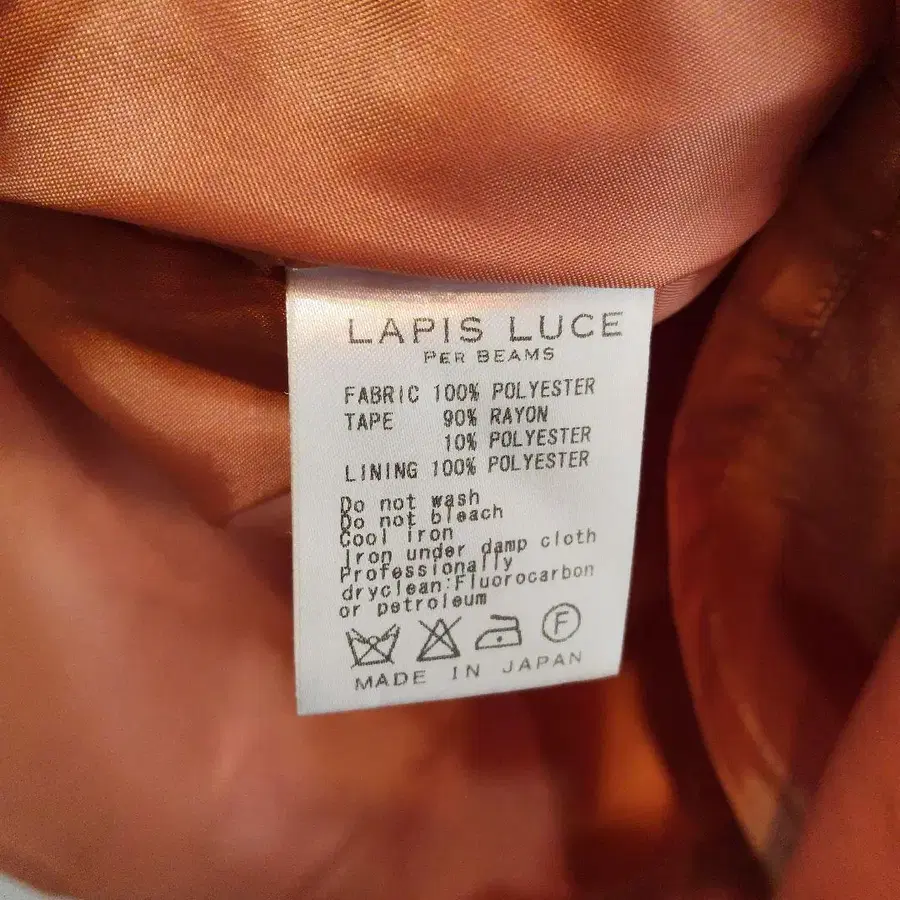 LAPIS LUCE
PER BEAMS
FABRIC 100% POLYESTER
TAPE 90% RAYON
10% POLYESTER
LINING 100% POLYESTER
Do not wash
Do not bleach
Cool iron
Iron under damp cloth
Professionally
dryclean:Fluorocarbon
or petroleum
F
MADE IN JAPAN